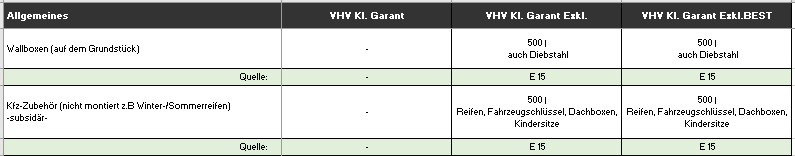 Allgemeines VHV Kl. Garant VHV Kl. Garant Exkl. VHV Kl. Garant Exkl.BEST
Wallboxen (auf dem Grundstück) - 500 | 500 |
auch Diebstahl auch Diebstahl
Quelle: - E 15 E 15
Kfz-Zubehör (nicht montiert z.B Winter-/Sommerreifen)
-subsidär- - 500 | 500 |
Reifen, Fahrzeugschlüssel, Dachboxen, Reifen, Fahrzeugschlüssel, Dachboxen,
Kindersitze Kindersitze
Quelle: - E 15 E 15